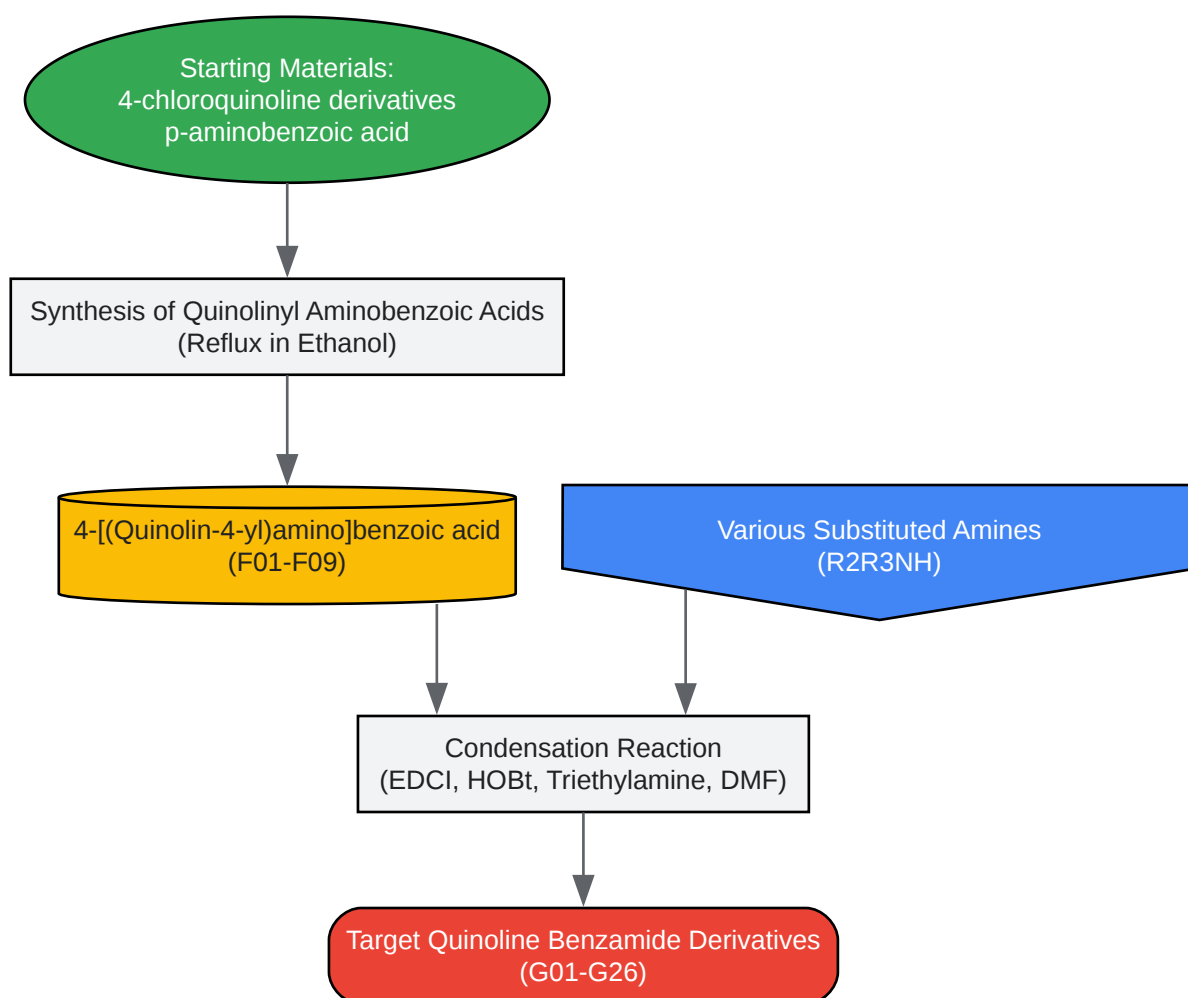 Starting Materials:
4-chloroquinoline derivatives
p-aminobenzoic acid
Synthesis of Quinolinyl Aminobenzoic Acids
(Reflux in Ethanol)
4-[(Quinolin-4-yl)amino]benzoic acid
(F01-F09)
Various Substituted Amines
(R2R3NH)
Condensation Reaction
(EDCI, HOBt, Triethylamine, DMF)
Target Quinoline Benzamide Derivatives
(G01-G26)